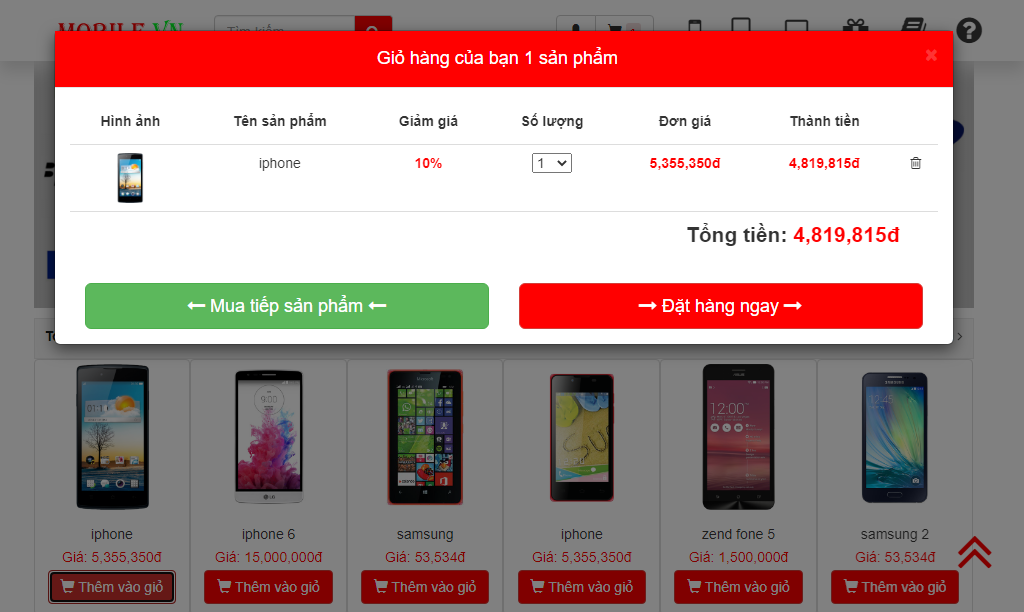 MOBILE.VN
Tìm kiếm
Giỏ hàng của bạn 1 sản phẩm ×
Hình ảnh Tên sản phẩm Giảm giá Số lượng Đơn giá Thành tiền
iphone 10% 1 5,355,350đ 4,819,815đ
Tổng tiền: 4,819,815đ
Mua tiếp sản phẩm
Đặt hàng ngay
iphone iphone 6 samsung iphone zend fone 5 samsung 2
Giá: 5,355,350đ Giá: 15,000,000đ Giá: 53,534đ Giá: 5,355,350đ Giá: 1,500,000đ Giá: 53,534đ
Thêm vào giỏ Thêm vào giỏ Thêm vào giỏ Thêm vào giỏ Thêm vào giỏ Thêm vào giỏ